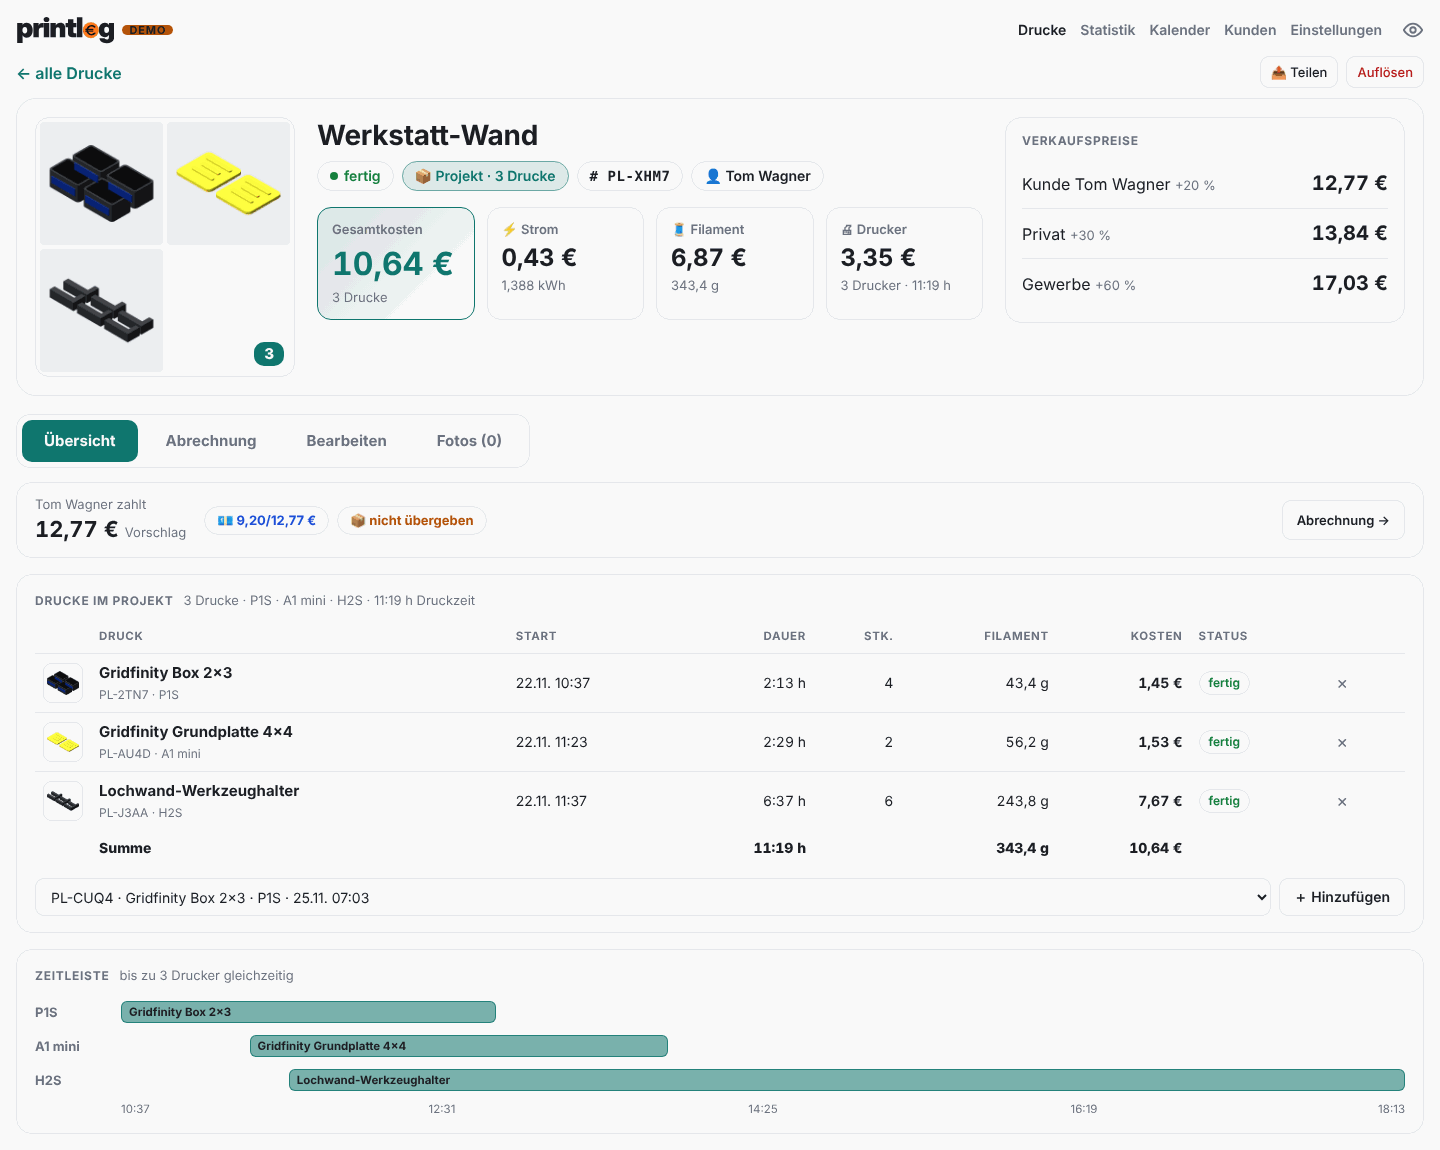 printl€g DEMO
Drucke Statistik Kalender Kunden Einstellungen
← alle Drucke
📤 Teilen Auflösen
Werkstatt-Wand
● fertig 📦 Projekt · 3 Drucke # PL-XHM7 👤 Tom Wagner
Gesamtkosten
10,64 €
3 Drucke
⚡ Strom
0,43 €
1,388 kWh
🧵 Filament
6,87 €
343,4 g
🖨 Drucker
3,35 €
3 Drucker · 11:19 h
3
VERKAUFSPREISE
Kunde Tom Wagner +20 % 12,77 €
Privat +30 % 13,84 €
Gewerbe +60 % 17,03 €
Übersicht Abrechnung Bearbeiten Fotos (0)
Tom Wagner zahlt
12,77 € Vorschlag
💶 9,20/12,77 € 📦 nicht übergeben
Abrechnung →
DRUCKE IM PROJEKT 3 Drucke · P1S · A1 mini · H2S · 11:19 h Druckzeit
DRUCK START DAUER STK. FILAMENT KOSTEN STATUS
Gridfinity Box 2×3 22.11. 10:37 2:13 h 4 43,4 g 1,45 € fertig ×
PL-2TN7 · P1S
Gridfinity Grundplatte 4×4 22.11. 11:23 2:29 h 2 56,2 g 1,53 € fertig ×
PL-AU4D · A1 mini
Lochwand-Werkzeughalter 22.11. 11:37 6:37 h 6 243,8 g 7,67 € fertig ×
PL-J3AA · H2S
Summe 11:19 h 343,4 g 10,64 €
PL-CUQ4 · Gridfinity Box 2×3 · P1S · 25.11. 07:03
+ Hinzufügen
ZEITLEISTE bis zu 3 Drucker gleichzeitig
P1S Gridfinity Box 2×3
A1 mini Gridfinity Grundplatte 4×4
H2S Lochwand-Werkzeughalter
10:37 12:31 14:25 16:19 18:13